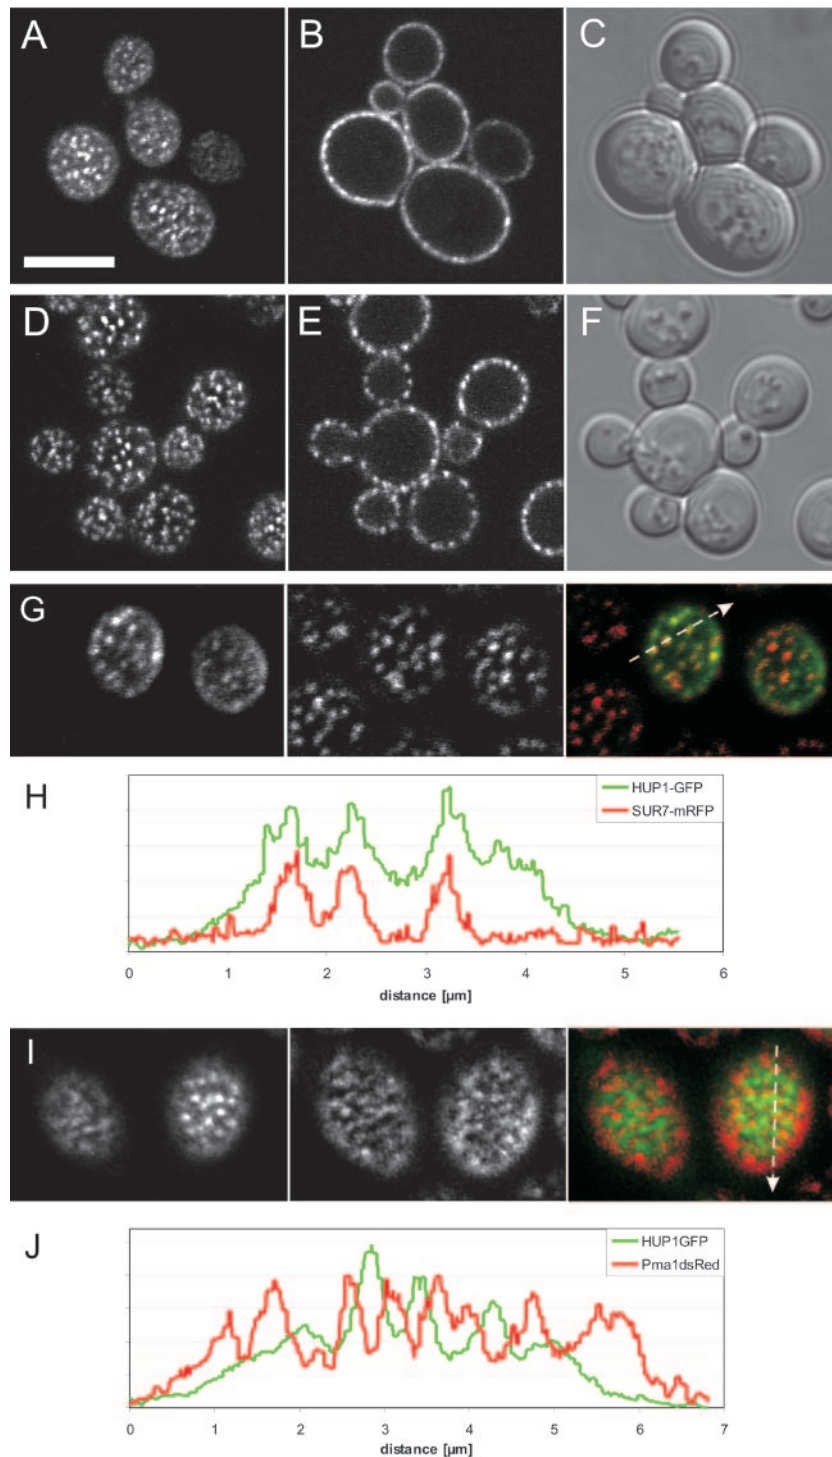 A B C
D E F
G
H
HUP1-GFP
SUR7-mRFP
0 1 2 3 4 5 6
distance [µm]
I
J
HUP1GFP
Pma1dsRed
0 1 2 3 4 5 6 7
distance [µm]